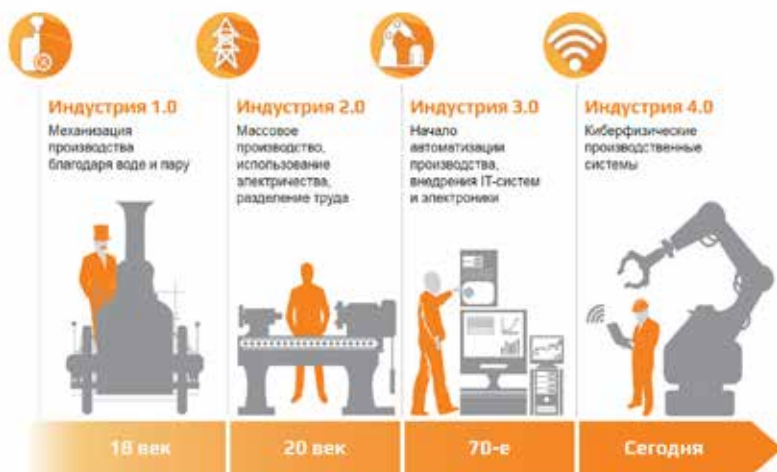 Индустрия 1.0
Механизация
производства
благодаря воде и пару
Индустрия 2.0
Массовое
производство,
использование
электричества,
разделение труда
Индустрия 3.0
Начало
автоматизации
производства,
внедрения IT-систем
и электроники
Индустрия 4.0
Киберфизические
производственные
системы
18 век
20 век
70-е
Сегодня